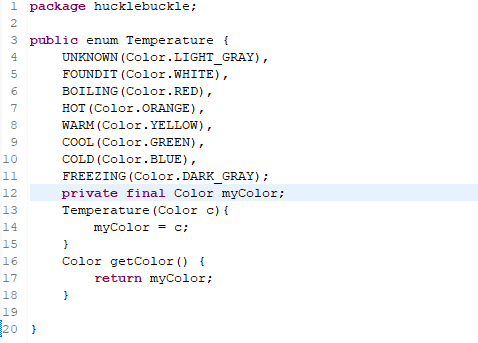 1 package hucklebuckle;
2
3 public enum Temperature {
4     UNKNOWN(Color.LIGHT_GRAY),
5     FOUNDIT(Color.WHITE),
6     BOILING(Color.RED),
7     HOT(Color.ORANGE),
8     WARM(Color.YELLOW),
9     COOL(Color.GREEN),
10     COLD(Color.BLUE),
11     FREEZING(Color.DARK_GRAY);
12     private final Color myColor;
13     Temperature(Color c){
14         myColor = c;
15     }
16     Color getColor() {
17         return myColor;
18     }
19
20 }